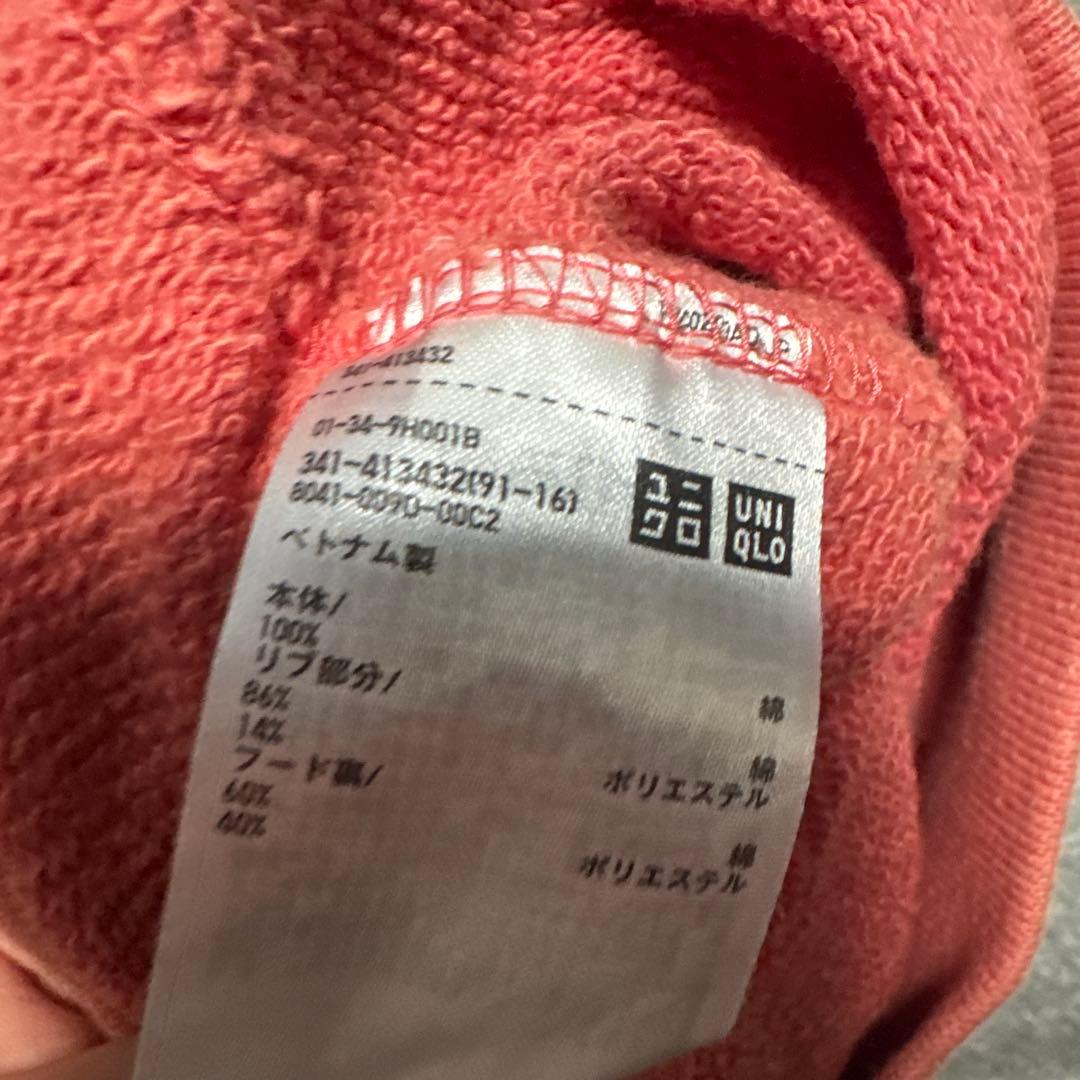 413432
01-34-9H001B
341-413432(91-16)
8041-009D-00C2
ユニクロ
UNIQLO
ベトナム製
本体/
100% 綿
リブ部分/
86% 綿
14% ポリエステル
フード裏/
60% 綿
40% ポリエステル